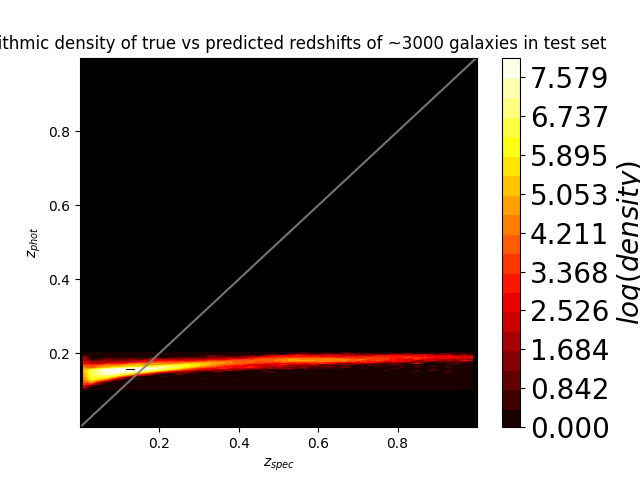 ithmic density of true vs predicted redshifts of ~3000 galaxies in test set
7.579
6.737
5.895
5.053
4.211
3.368
2.526
1.684
0.842
0.000
log(density)
0.8
0.6
0.4
0.2
z_phot
0.2 0.4 0.6 0.8
z_spec